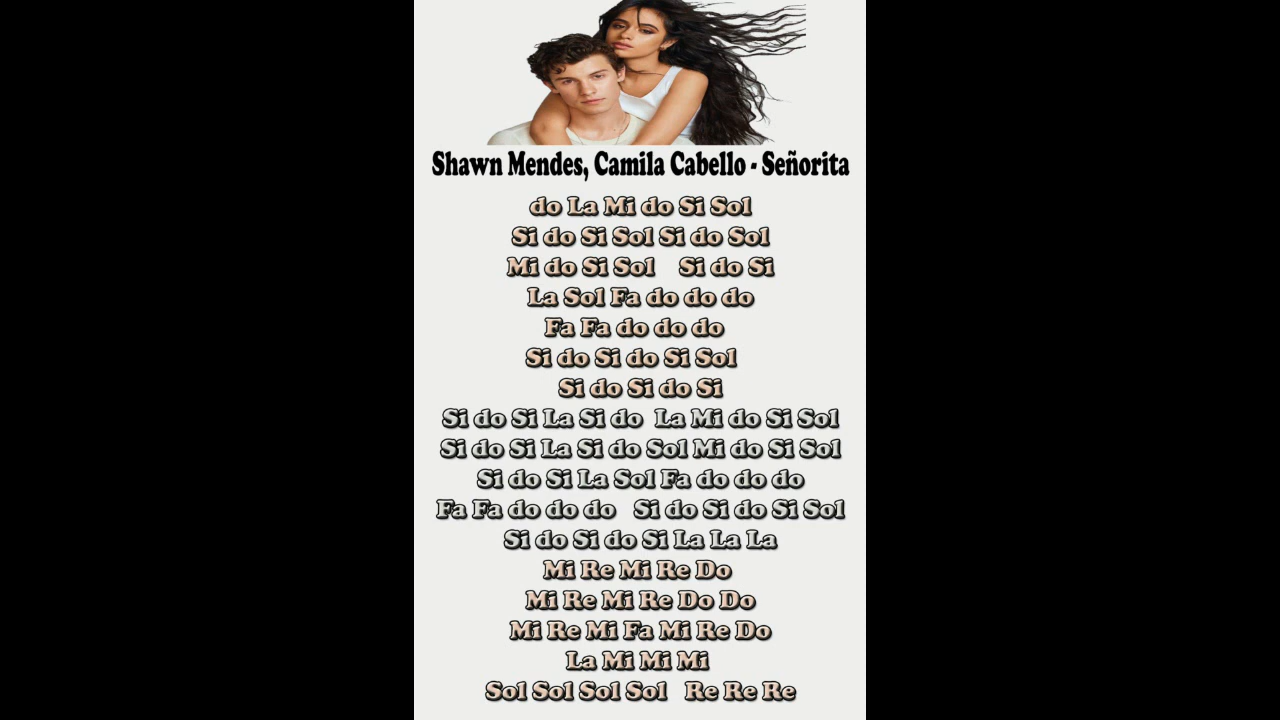 Shawn Mendes, Camila Cabello - Señorita
do La Mi do Si Sol
Si do Si Sol Si do Sol
Mi do Si Sol Si do Si
La Sol Fa do do do
Fa Fa do do do
Si do Si do Si Sol
Si do Si do Si
Si do Si La Si do La Mi do Si Sol
Si do Si La Si do Sol Mi do Si Sol
Si do Si La Sol Fa do do do
Fa Fa do do do Si do Si do Si Sol
Si do Si do Si La La La
Mi Re Mi Re Do
Mi Re Mi Re Do Do
Mi Re Mi Fa Mi Re Do
La Mi Mi Mi
Sol Sol Sol Sol Re Re Re